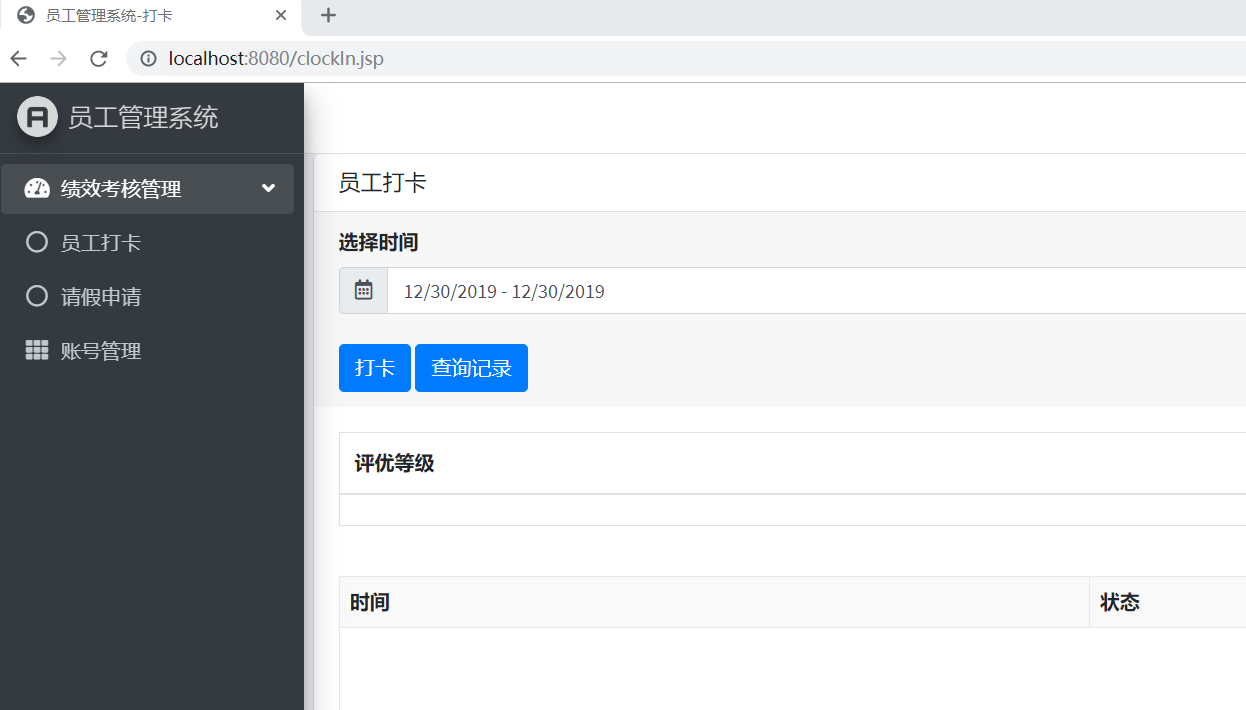 员工管理系统-打卡
localhost:8080/clockIn.jsp
员工管理系统
绩效考核管理
员工打卡
请假申请
账号管理
员工打卡
选择时间
12/30/2019 - 12/30/2019
打卡 查询记录
评优等级
时间 状态